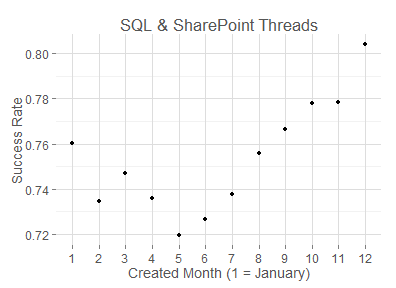 SQL & SharePoint Threads
0.80
0.78
0.76
0.74
0.72
Success Rate
1 2 3 4 5 6 7 8 9 10 11 12
Created Month (1 = January)